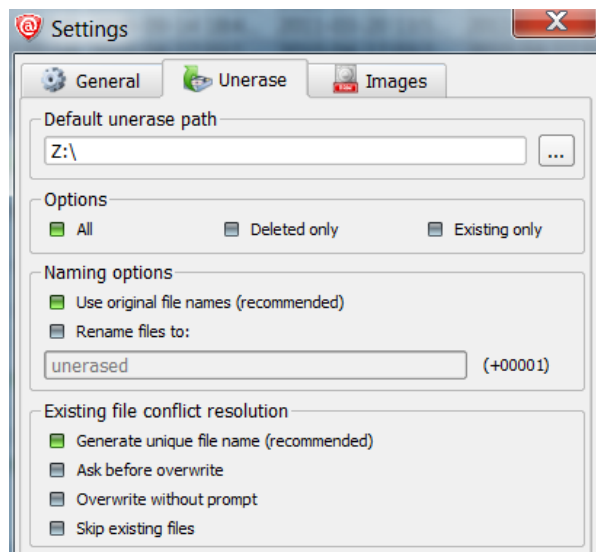 Settings
General Unerase Images
Default unerase path
Z:\
...
Options
All Deleted only Existing only
Naming options
Use original file names (recommended)
Rename files to:
unerased (+00001)
Existing file conflict resolution
Generate unique file name (recommended)
Ask before overwrite
Overwrite without prompt
Skip existing files